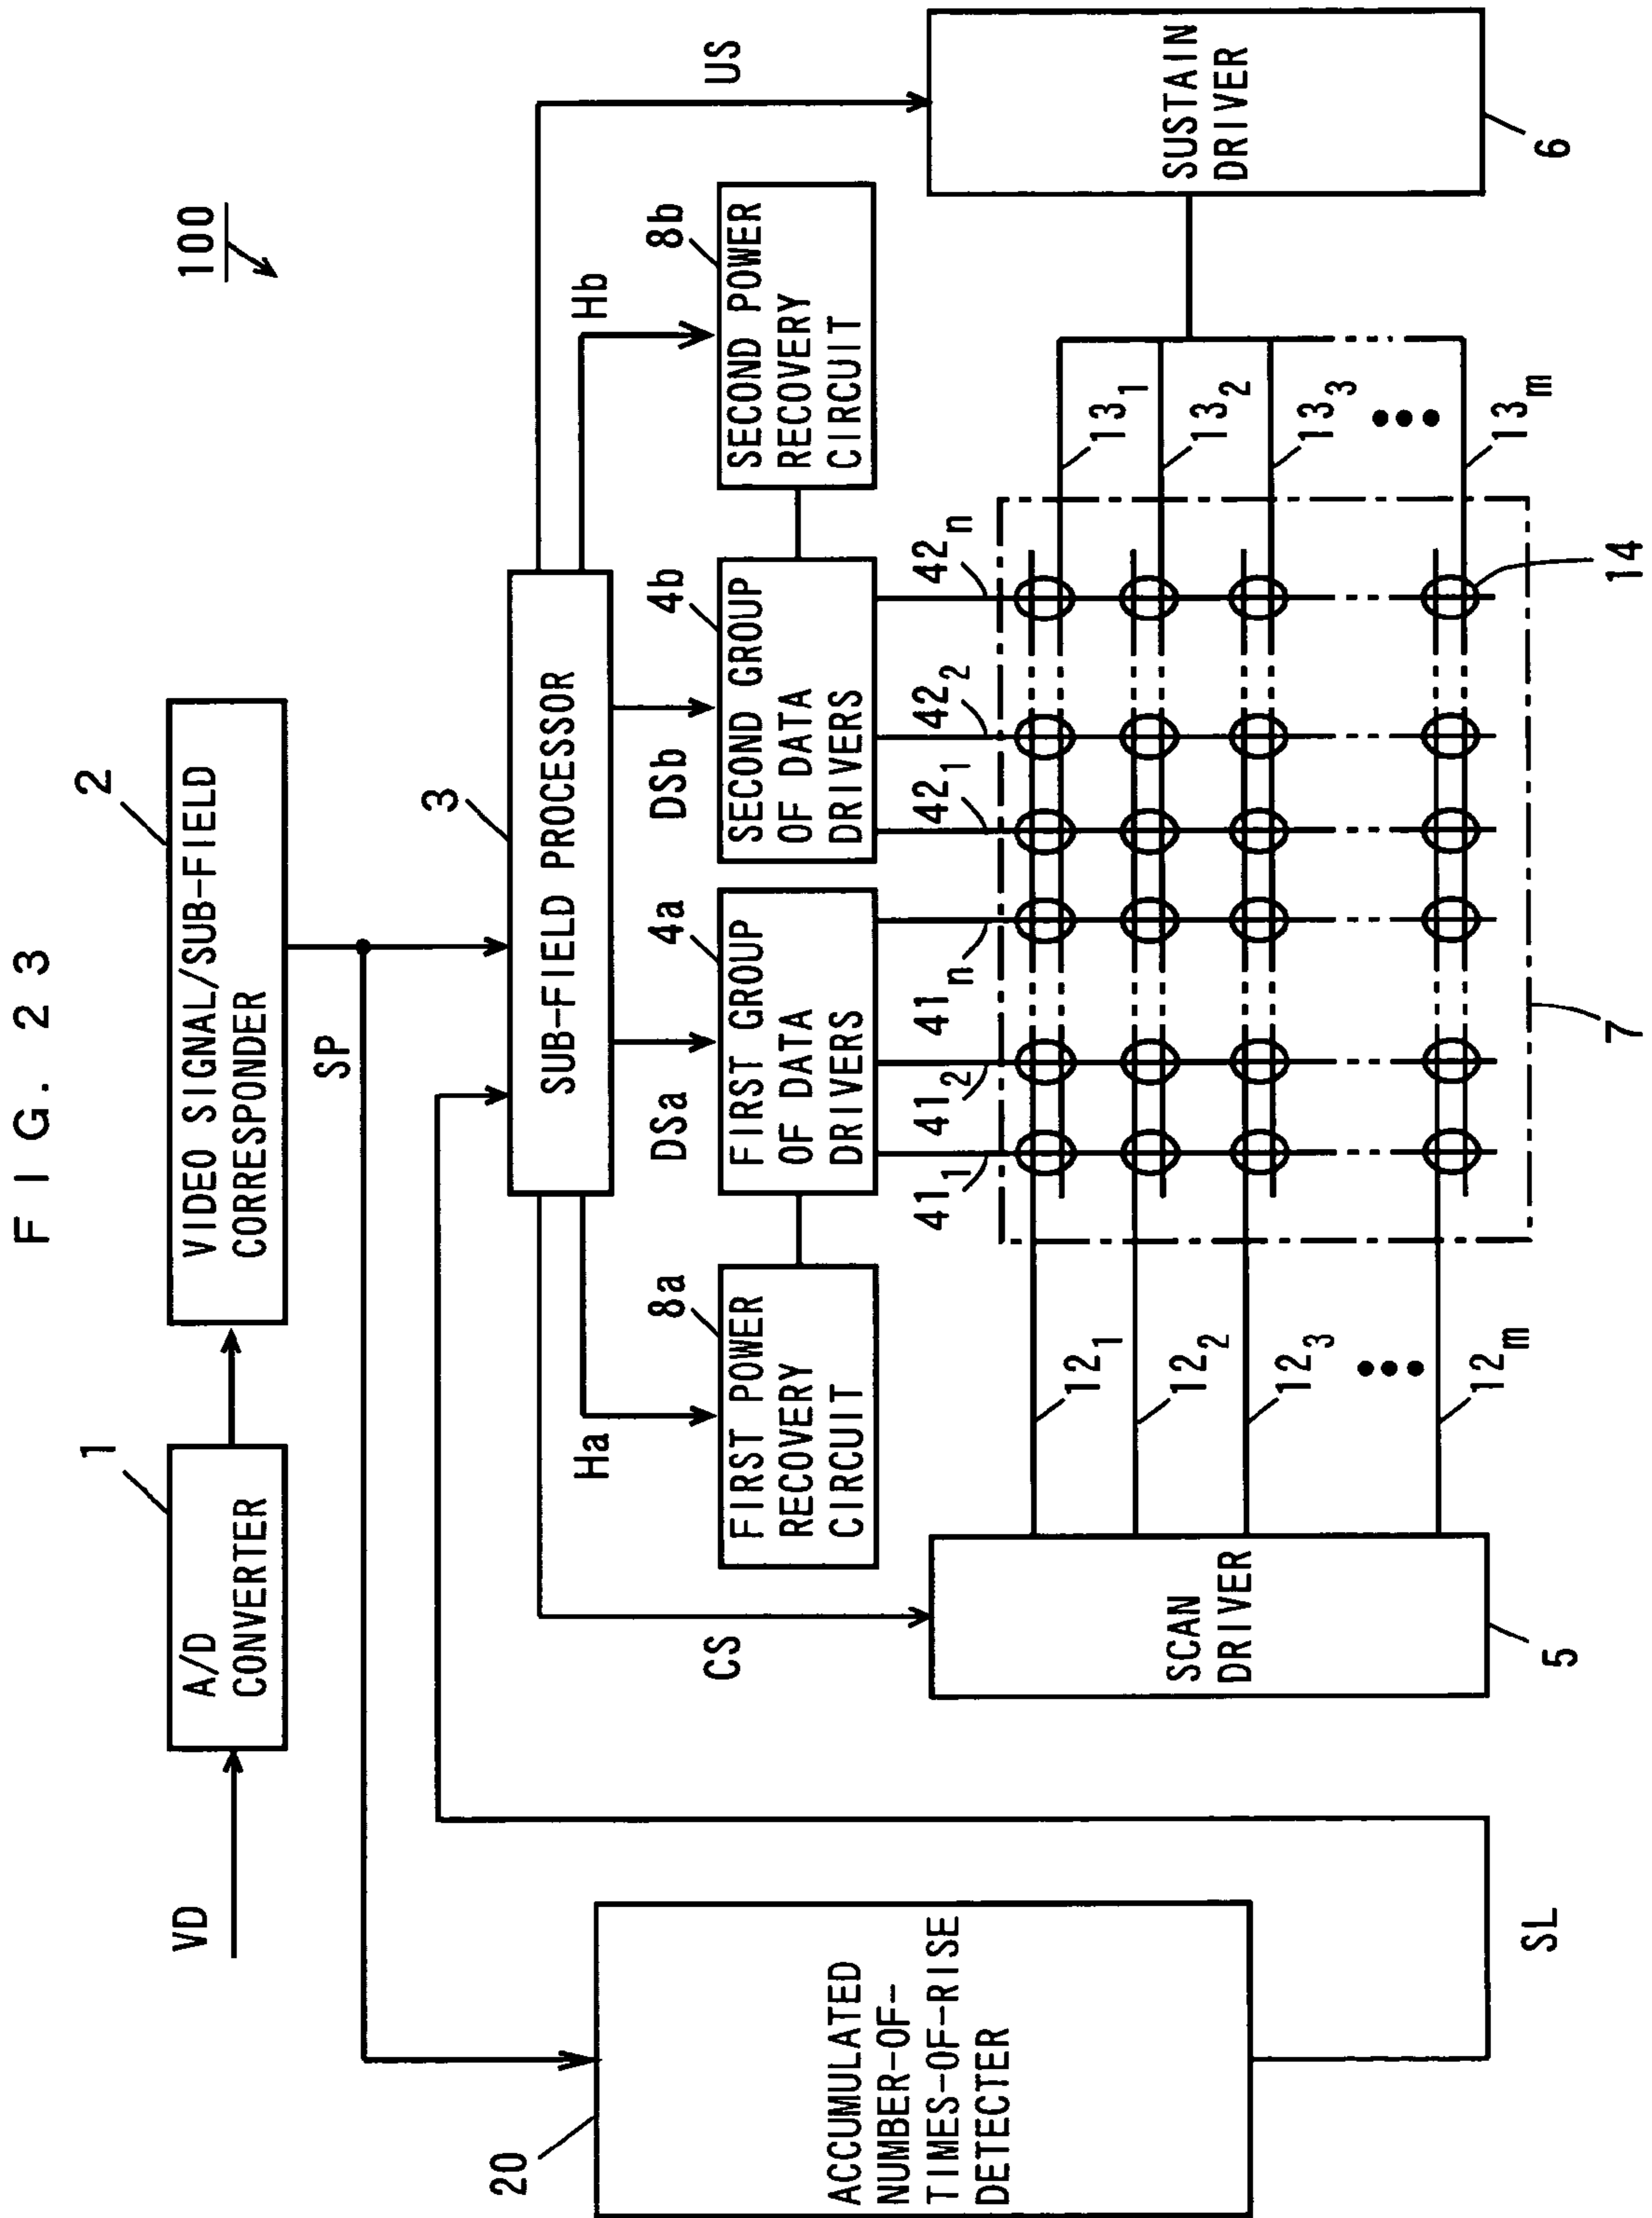 F I G. 2 3
100
VD
1
A/D
CONVERTER
2
VIDEO SIGNAL/SUB-FIELD
CORRESPONDER
SP
3
SUB-FIELD PROCESSOR
CS
Ha
Hb
US
8a
FIRST POWER
RECOVERY
CIRCUIT
DSa
4a
FIRST GROUP
OF DATA
DRIVERS
DSb
4b
SECOND GROUP
OF DATA
DRIVERS
8b
SECOND POWER
RECOVERY
CIRCUIT
20
ACCUMULATED
NUMBER-OF-
TIMES-OF-RISE
DETECTER
SL
SCAN
DRIVER
5
SUSTAIN
DRIVER
6
41₁
41₂
41ₙ
42₁
42₂
42ₙ
12₁
12₂
12₃
•••
12ₘ
13₁
13₂
13₃
•••
13ₘ
7
14